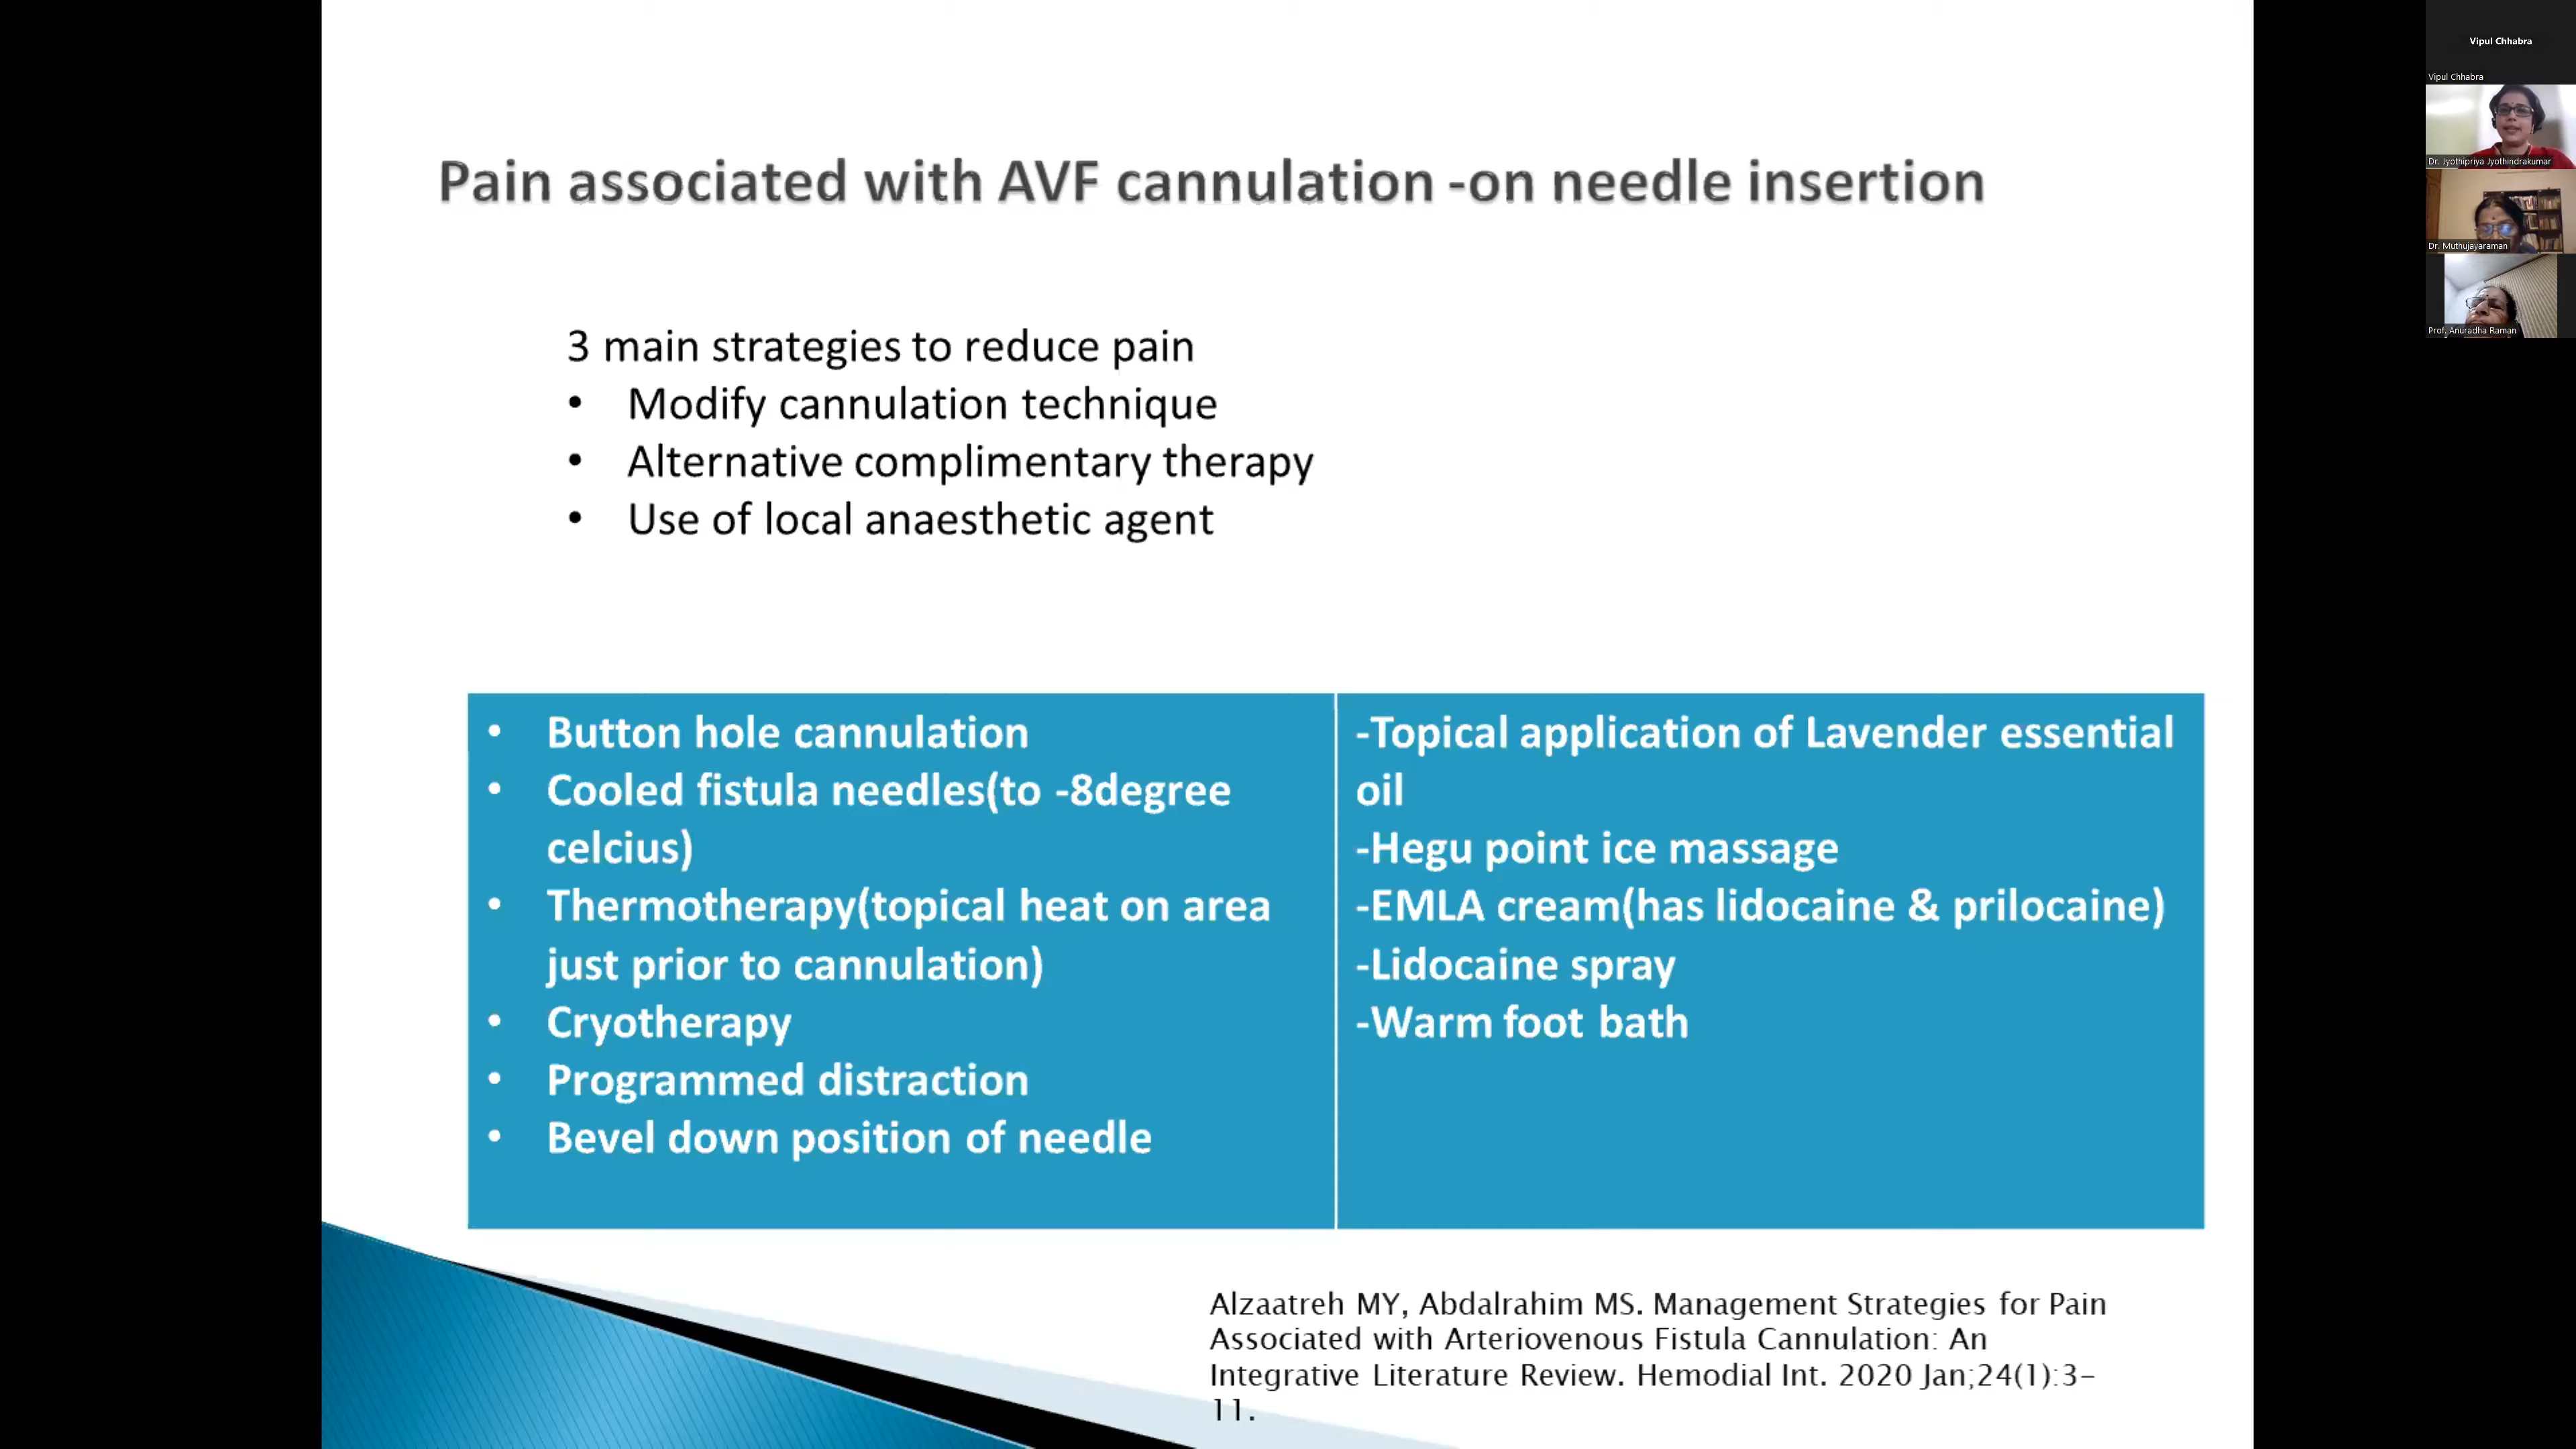 Pain associated with AVF cannulation -on needle insertion
3 main strategies to reduce pain
• Modify cannulation technique
• Alternative complimentary therapy
• Use of local anaesthetic agent
• Button hole cannulation
• Cooled fistula needles(to -8degree
celcius)
• Thermotherapy(topical heat on area
just prior to cannulation)
• Cryotherapy
• Programmed distraction
• Bevel down position of needle
-Topical application of Lavender essential
oil
-Hegu point ice massage
-EMLA cream(has lidocaine & prilocaine)
-Lidocaine spray
-Warm foot bath
Alzaatreh MY, Abdalrahim MS. Management Strategies for Pain
Associated with Arteriovenous Fistula Cannulation: An
Integrative Literature Review. Hemodial Int. 2020 Jan;24(1):3-
11.
Vipul Chhabra
Vipul Chhabra
Dr. Jyothipriya Jyothindrakumar
Dr. Muthujayaraman
Prof. Anuradha Raman